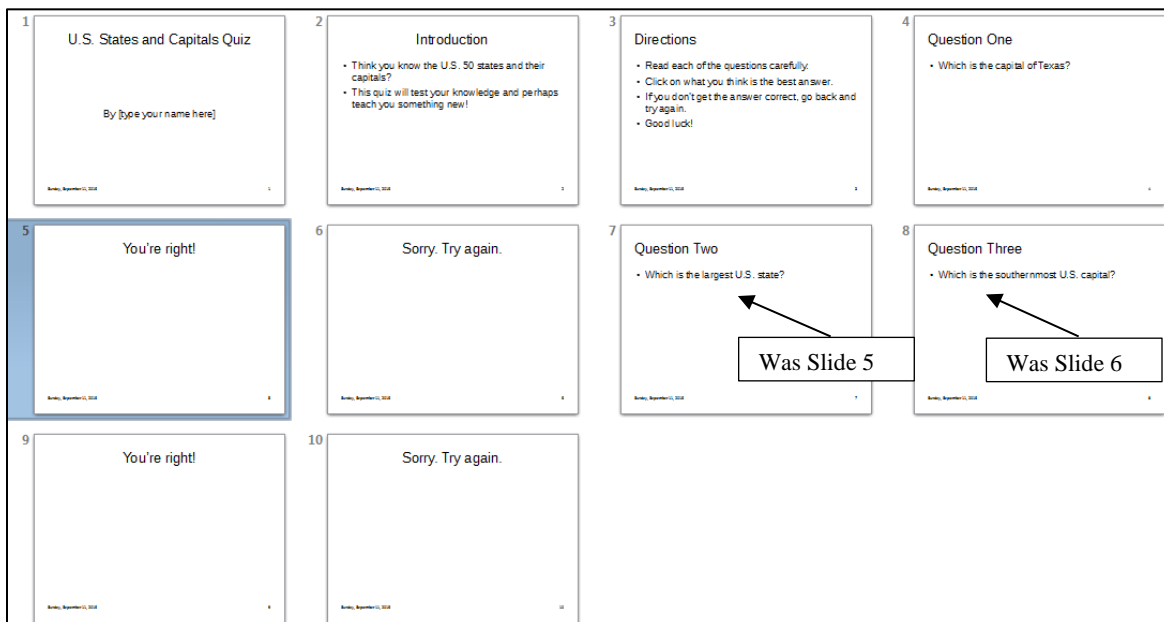 1
U.S. States and Capitals Quiz
By [type your name here]
Sunday, September 11, 2016
1
2
Introduction
• Think you know the U.S. 50 states and their
capitals?
• This quiz will test your knowledge and perhaps
teach you something new!
2
3
Directions
• Read each of the questions carefully.
• Click on what you think is the best answer.
• If you don't get the answer correct, go back and
try again.
• Good luck!
3
4
Question One
• Which is the capital of Texas?
4
5
You're right!
5
6
Sorry. Try again.
6
7
Question Two
• Which is the largest U.S. state?
Was Slide 5
7
8
Question Three
• Which is the southernmost U.S. capital?
Was Slide 6
8
9
You're right!
9
10
Sorry. Try again.
10